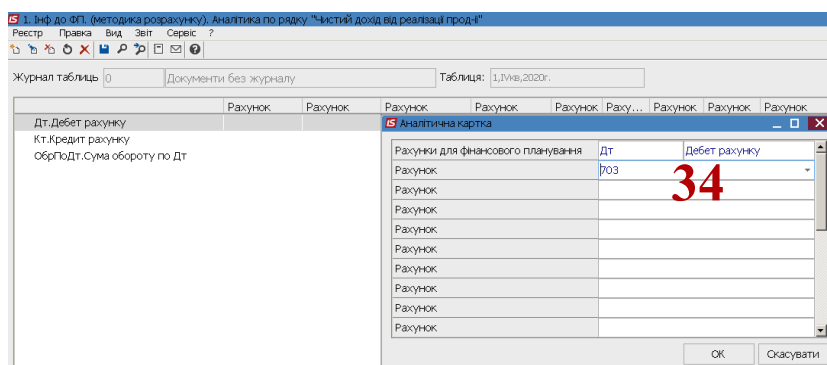 1. Інф до ФП. (методика розрахунку). Аналітика по рядку "Чистий дохід від реалізації прод-ії"
Реєстр Правка Вид Звіт Сервіс ?
Журнал таблиць 0 Документи без журналу Таблиця: 1,IVкв,2020г.
Рахунок Рахунок Рахунок Рахунок Рахунок Раху... Рахунок Рахунок Рахунок
Дт.Дебет рахунку
Кт.Кредит рахунку
ОбрПоДт.Сума обороту по Дт
Аналітична картка
Рахунки для фінансового планування Дт Дебет рахунку
Рахунок 703
34
Рахунок
Рахунок
Рахунок
Рахунок
Рахунок
Рахунок
Рахунок
Рахунок
OK Скасувати